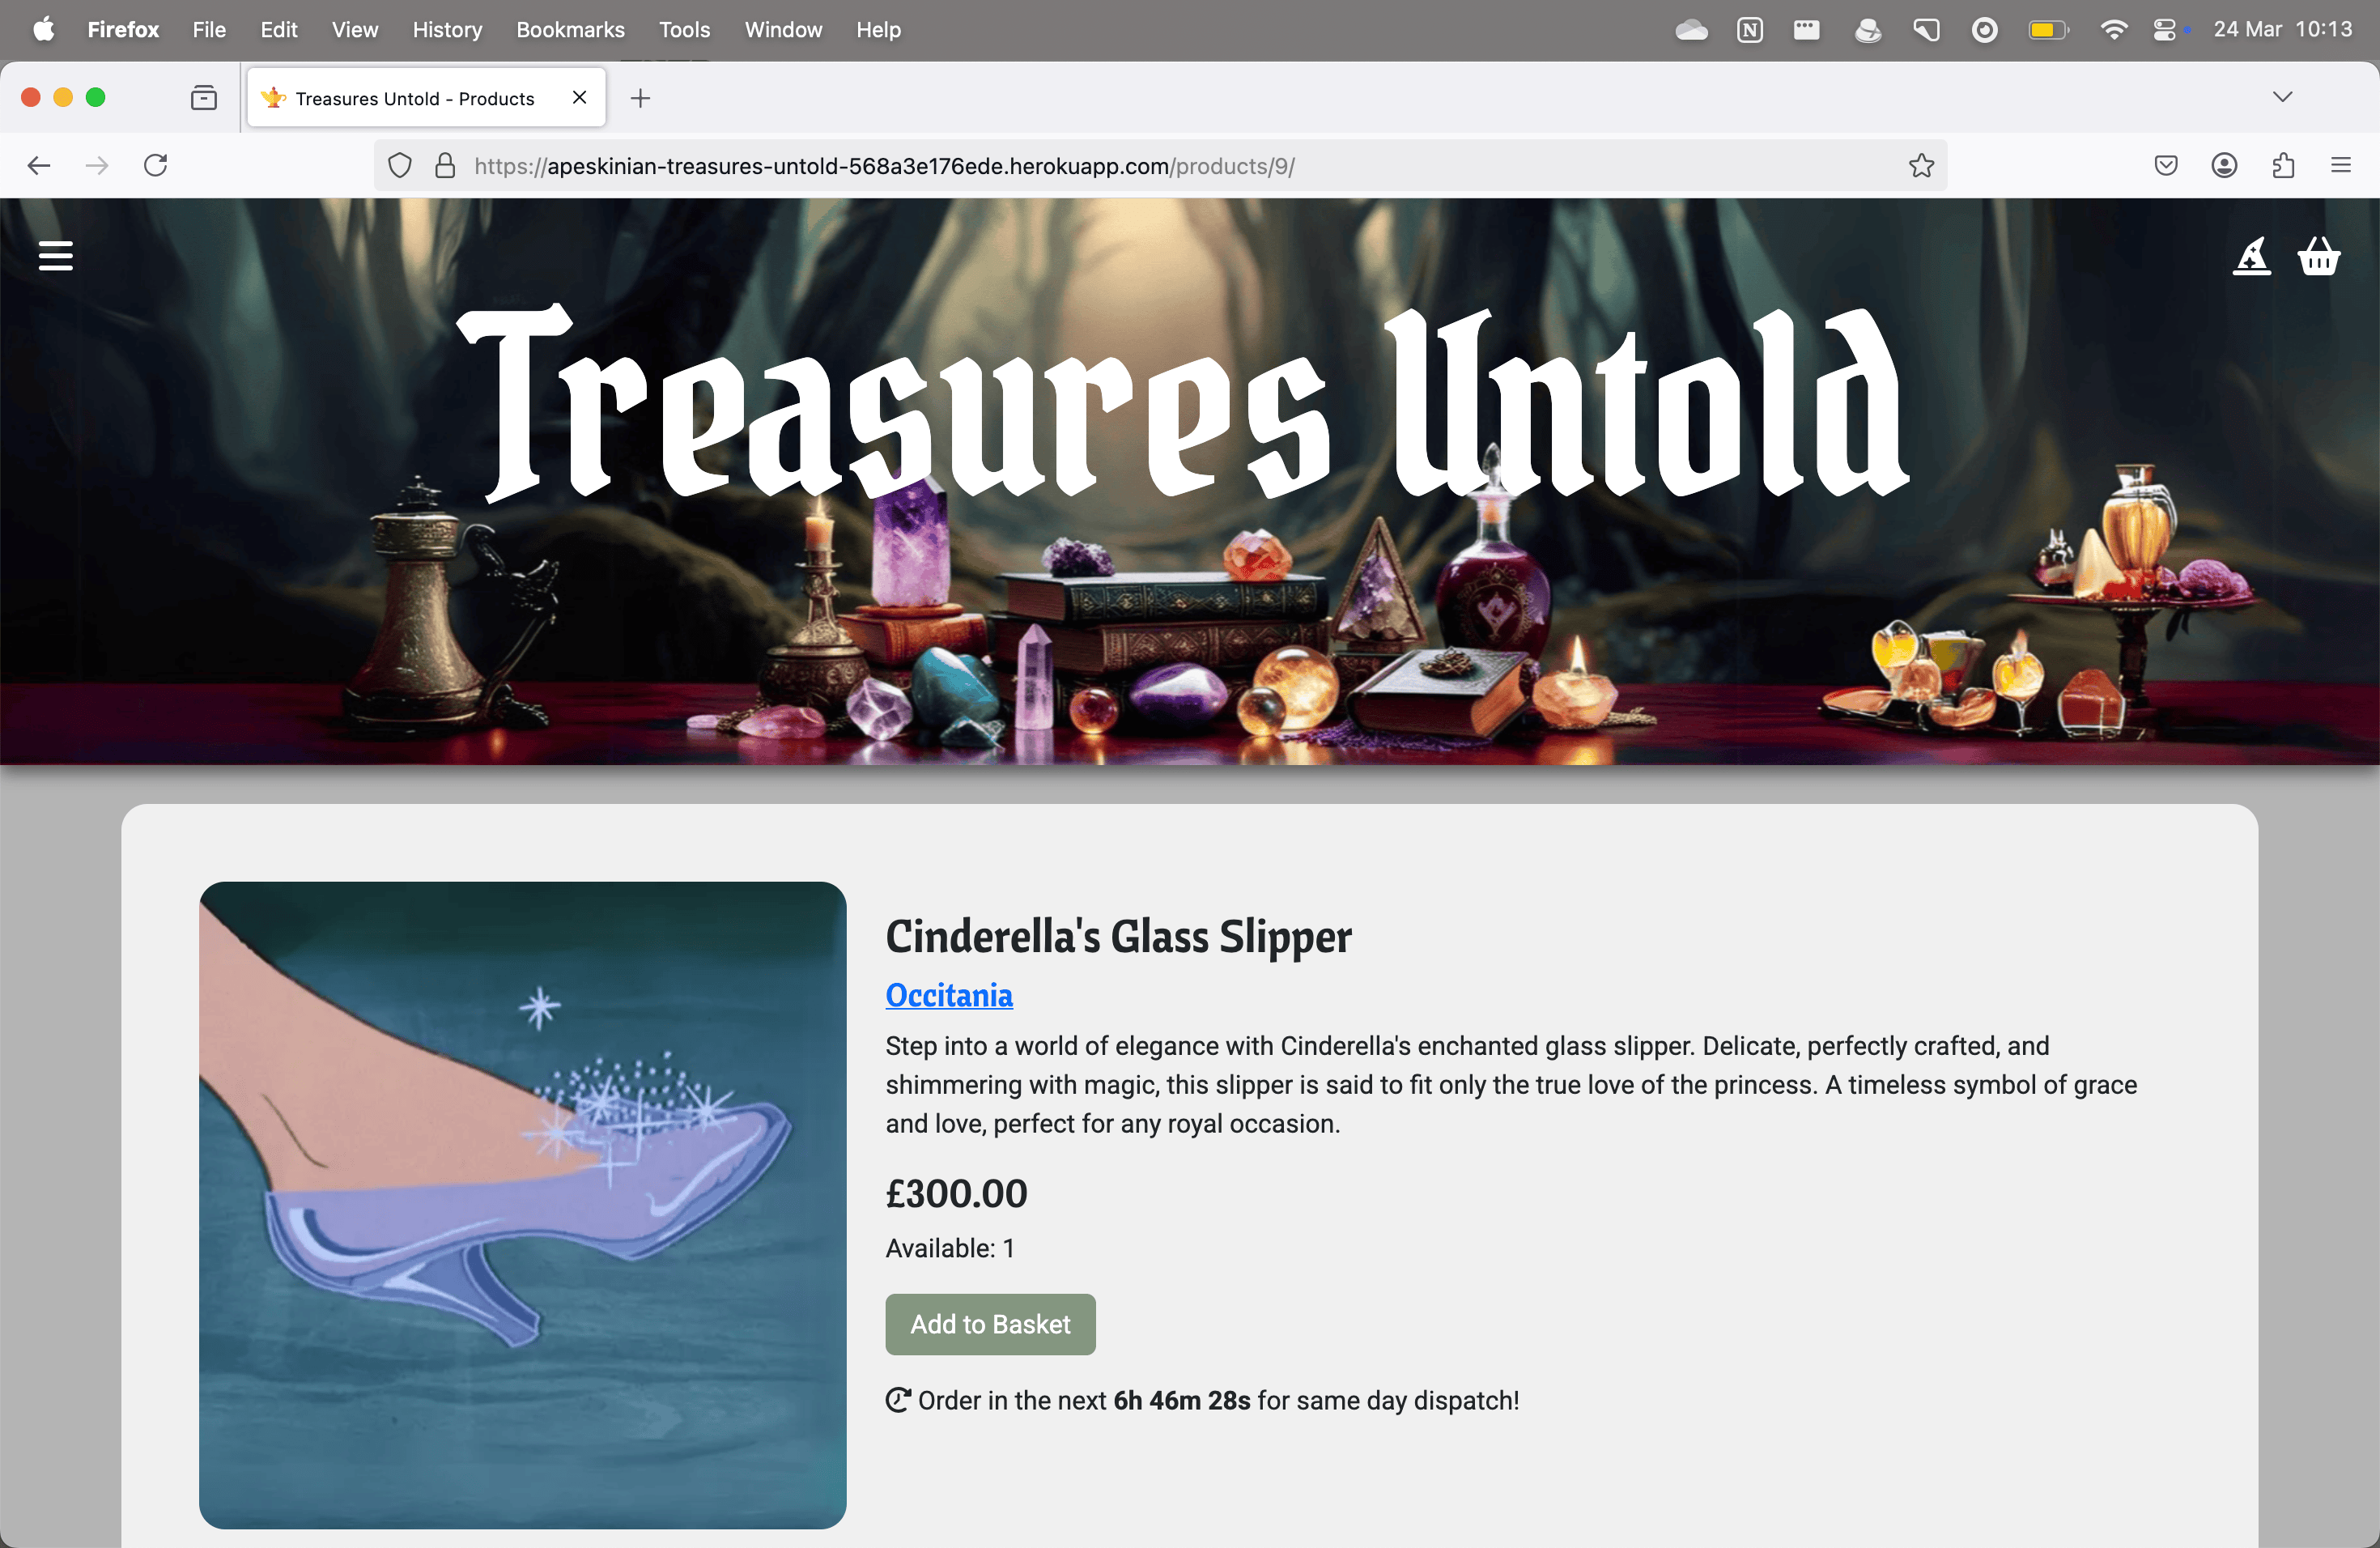 Firefox File Edit View History Bookmarks Tools Window Help 24 Mar 10:13
Treasures Untold - Products
https://apeskinian-treasures-untold-568a3e176ede.herokuapp.com/products/9/
Treasures Untold
Cinderella's Glass Slipper
Occitania
Step into a world of elegance with Cinderella's enchanted glass slipper. Delicate, perfectly crafted, and
shimmering with magic, this slipper is said to fit only the true love of the princess. A timeless symbol of grace
and love, perfect for any royal occasion.
£300.00
Available: 1
Add to Basket
Order in the next 6h 46m 28s for same day dispatch!